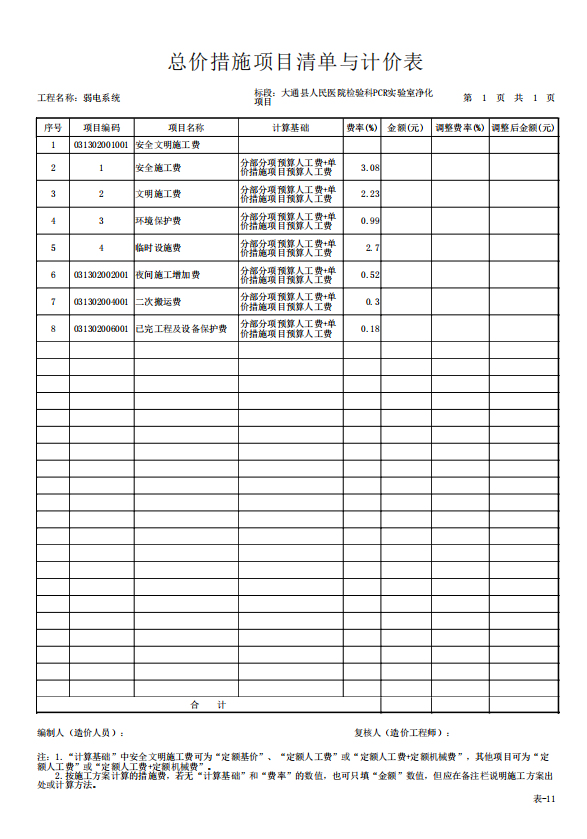 总价措施项目清单与计价表
工程名称：弱电系统
标段：大通县人民医院检验科PCR实验室净化
项目
第 1 页 共 1 页
序号 项目编码 项目名称 计算基础 费率(%) 金额(元) 调整费率(%) 调整后金额(元)
1 031302001001 安全文明施工费
2 1 安全施工费 分部分项预算人工费+单
价措施项目预算人工费 3.08
3 2 文明施工费 分部分项预算人工费+单
价措施项目预算人工费 2.23
4 3 环境保护费 分部分项预算人工费+单
价措施项目预算人工费 0.99
5 4 临时设施费 分部分项预算人工费+单
价措施项目预算人工费 2.7
6 031302002001 夜间施工增加费 分部分项预算人工费+单
价措施项目预算人工费 0.52
7 031302004001 二次搬运费 分部分项预算人工费+单
价措施项目预算人工费 0.3
8 031302006001 已完工程及设备保护费 分部分项预算人工费+单
价措施项目预算人工费 0.18
合 计
编制人（造价人员）： 复核人（造价工程师）：
注：1.“计算基础”中安全文明施工费可为“定额基价”、“定额人工费”或“定额人工费+定额机械费”，其他项目可为“定
额人工费”或“定额人工费+定额机械费”。
2.按施工方案计算的措施费，若无“计算基础”和“费率”的数值，也可只填“金额”数值，但应在备注栏说明施工方案出
处或计算方法。
表-11